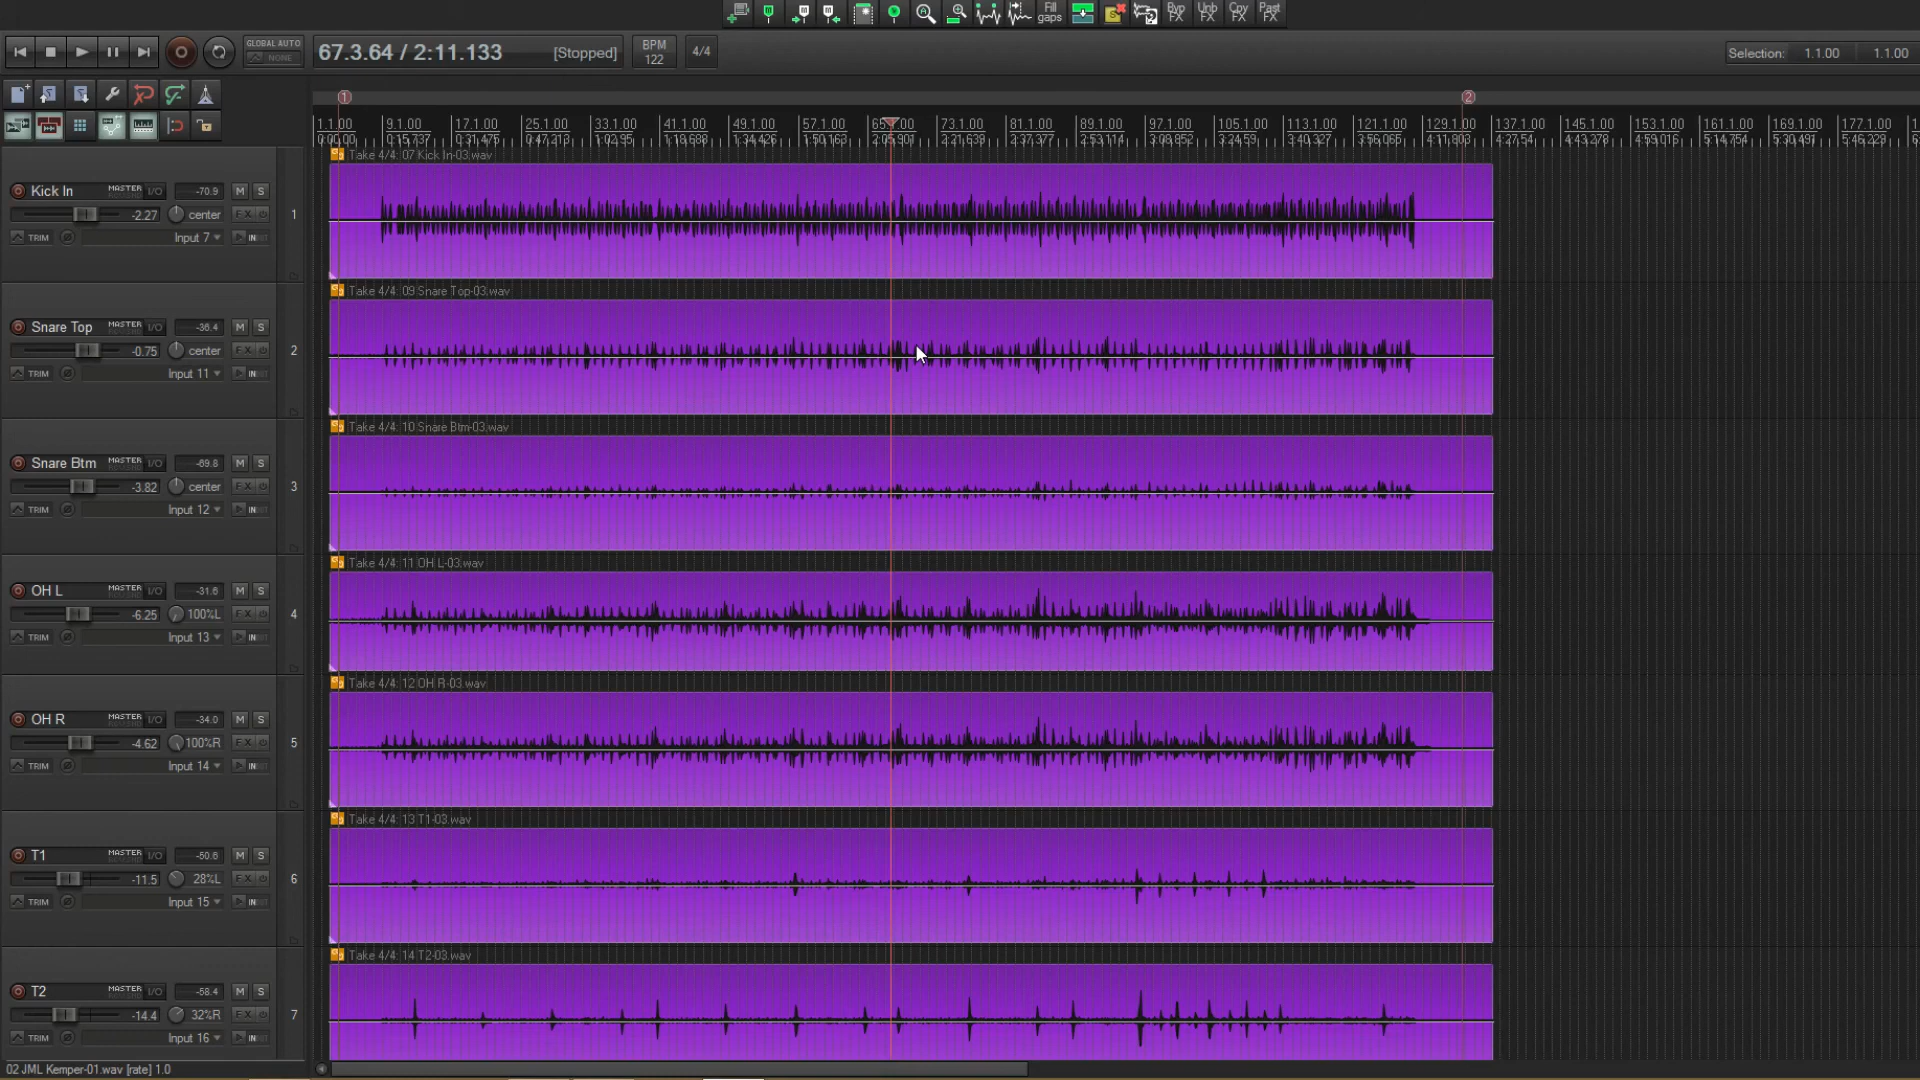 Fill gaps
Byp FX
Unb FX
Cpy FX
Past FX
GLOBAL AUTO
NONE
67.3.64 / 2:11.133
[Stopped]
BPM
122
4/4
Selection: 1.1.00 1.1.00
1 2
1.1.00 9.1.00 17.1.00 25.1.00 33.1.00 41.1.00 49.1.00 57.1.00 73.1.00 81.1.00 89.1.00 97.1.00 105.1.00 113.1.00 121.1.00 129.1.00 137.1.00 145.1.00 153.1.00 161.1.00 169.1.00 177.1.00
0:00.00 0:15.737 0:31.475 0:47.213 1:02.95 1:18.688 1:34.426 1:50.163 2:05.901 2:21.639 2:37.377 2:53.114 3:08.852 3:24.59 3:40.327 3:56.065 4:11.803 4:27.54 4:43.278 4:59.016 5:14.754 5:30.491 5:46.229
Take 4/4: 07 Kick In-03.wav
Kick In MASTER I/O -70.9 M S
-2.27 center FX 1
TRIM Input 7 IN
Take 4/4: 09 Snare Top-03.wav
Snare Top MASTER I/O -36.4 M S
-0.75 center FX 2
TRIM Input 11 IN
Take 4/4: 10 Snare Btm-03.wav
Snare Btm MASTER I/O -69.8 M S
-3.82 center FX 3
TRIM Input 12 IN
Take 4/4: 11 OH L-03.wav
OH L MASTER I/O -31.6 M S
-6.25 100%L FX 4
TRIM Input 13 IN
Take 4/4: 12 OH R-03.wav
OH R MASTER I/O -34.0 M S
-4.62 100%R FX 5
TRIM Input 14 IN
Take 4/4: 13 T1-03.wav
T1 MASTER I/O -50.6 M S
-11.5 28%L FX 6
TRIM Input 15 IN
Take 4/4: 14 T2-03.wav
T2 MASTER I/O -58.4 M S
-14.4 32%R FX 7
TRIM Input 16 IN
02 JML Kemper-01.wav [rate] 1.0